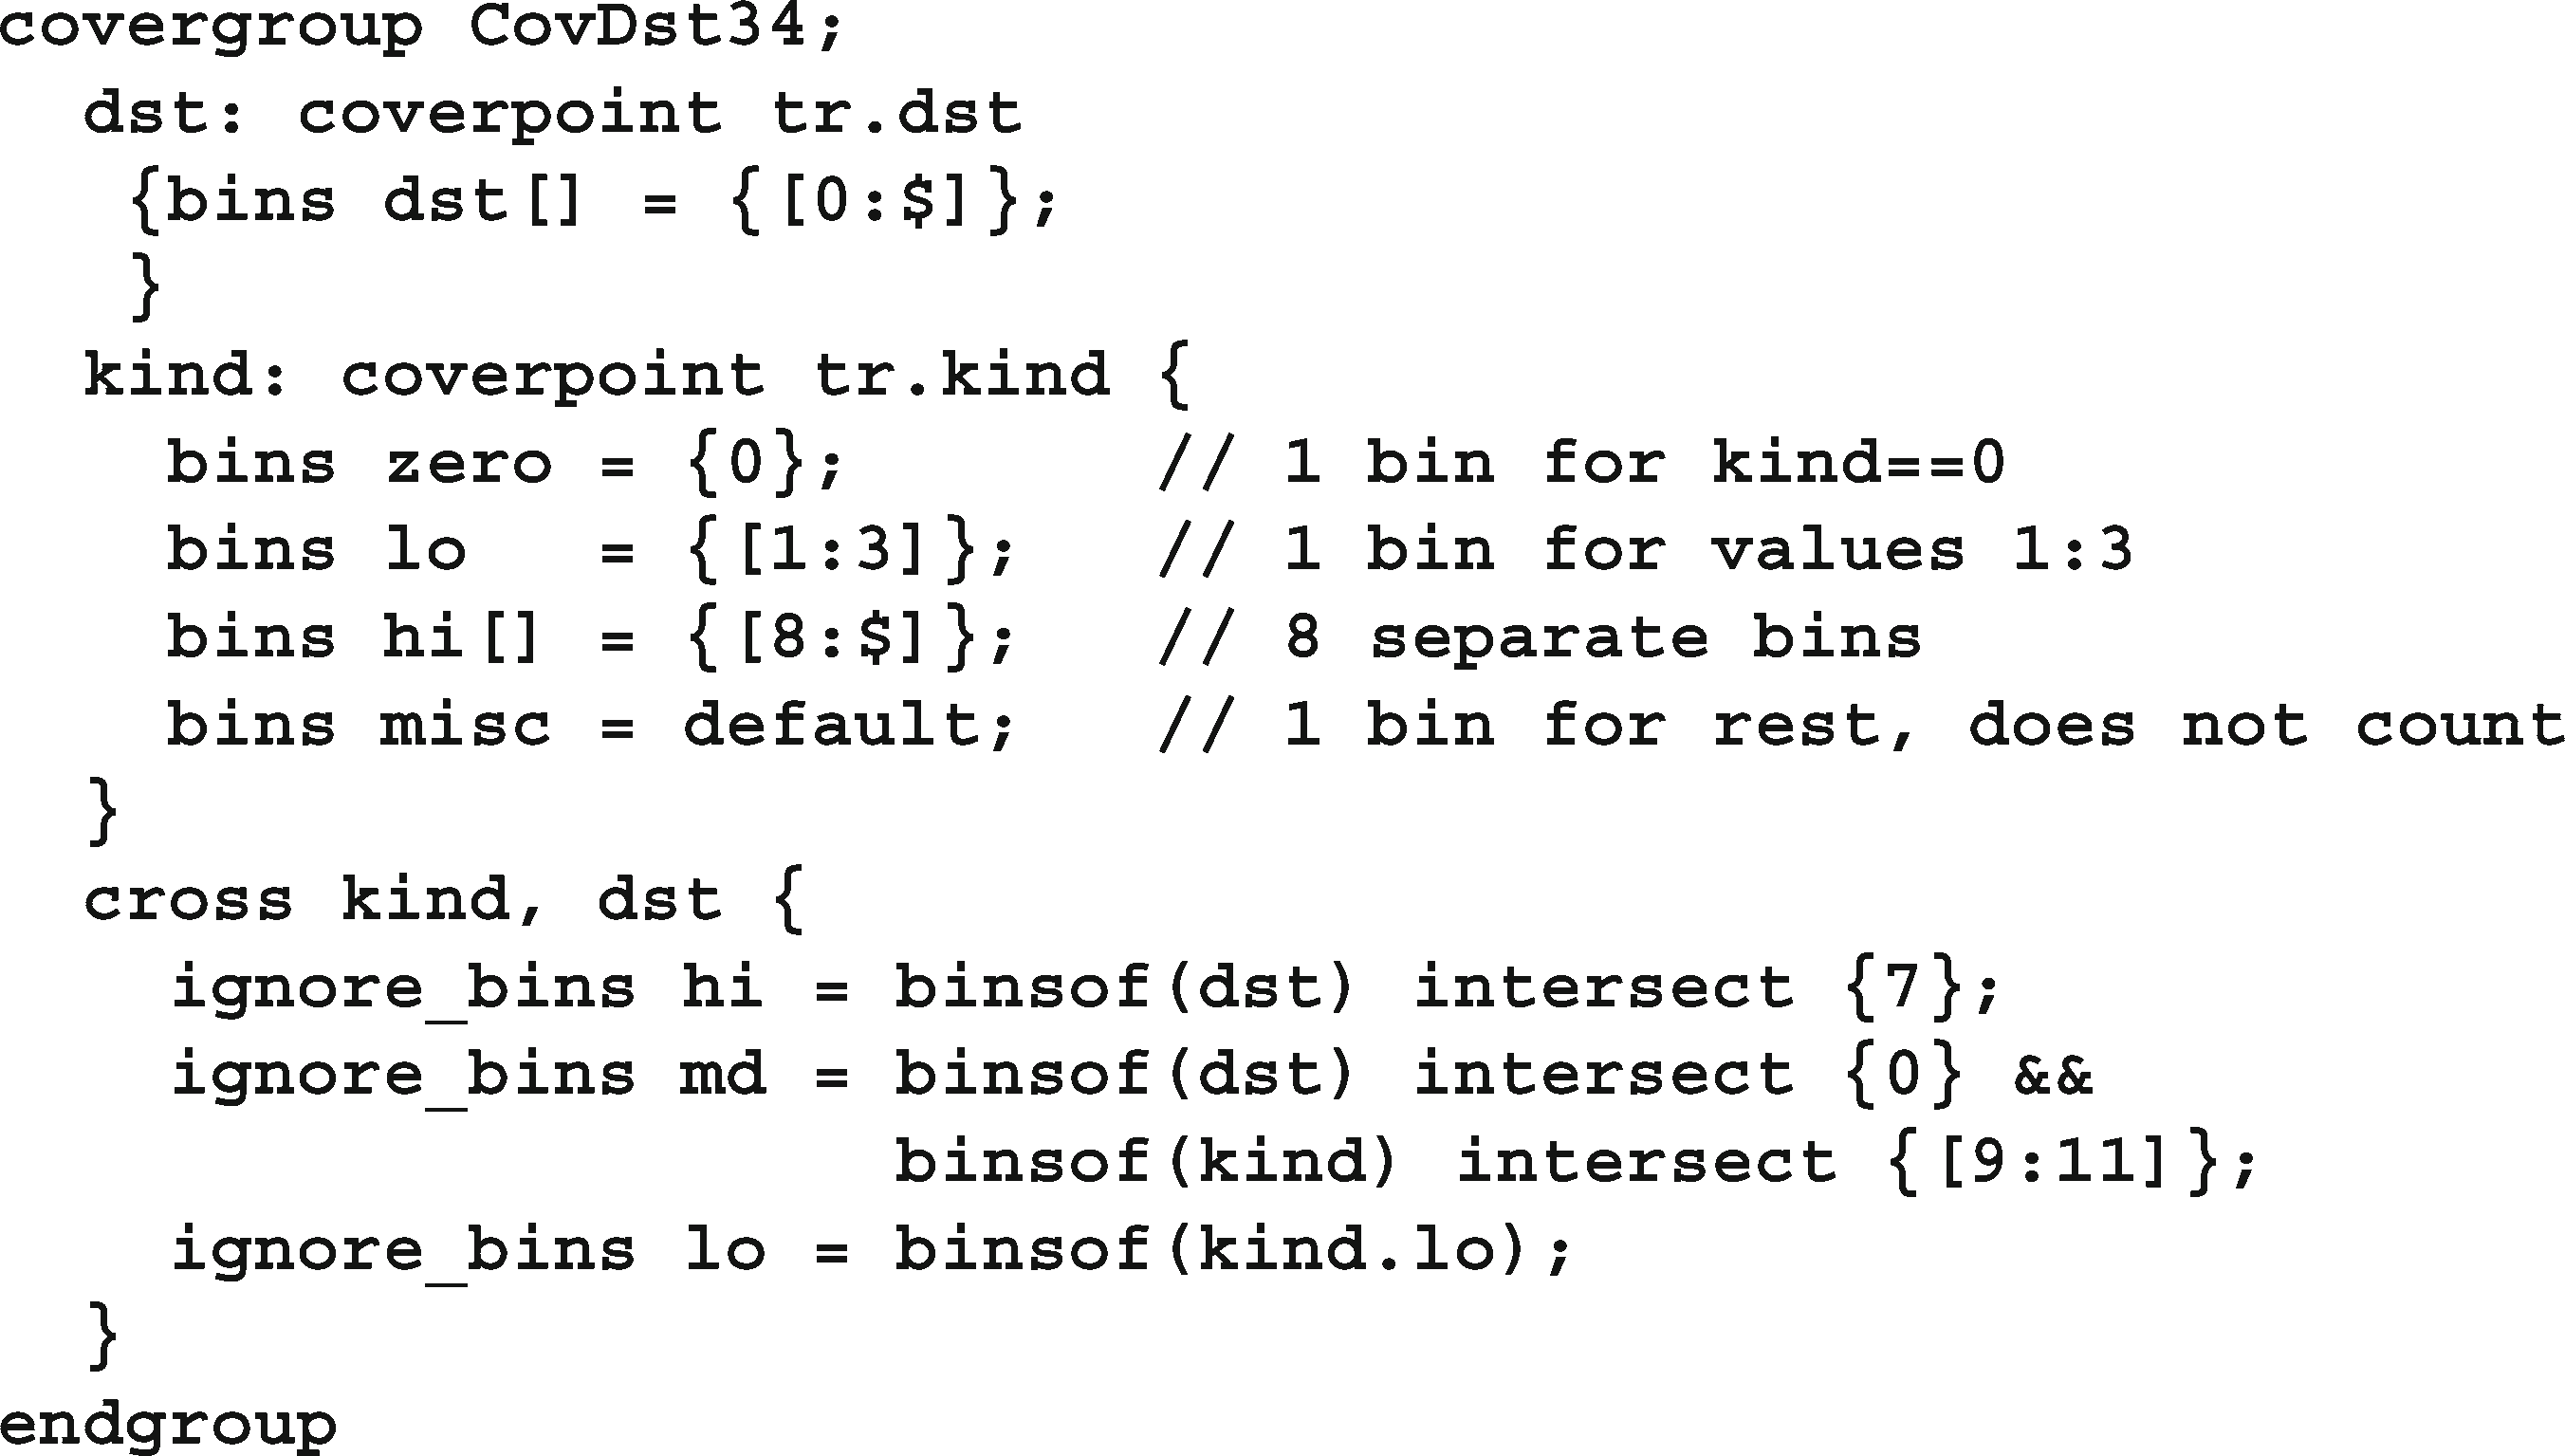 covergroup CovDst34;
  dst: coverpoint tr.dst
   {bins dst[] = {[0:$]};
   }
  kind: coverpoint tr.kind {
    bins zero = {0};       // 1 bin for kind==0
    bins lo   = {[1:3]};   // 1 bin for values 1:3
    bins hi[] = {[8:$]};   // 8 separate bins
    bins misc = default;   // 1 bin for rest, does not count
  }
  cross kind, dst {
    ignore_bins hi = binsof(dst) intersect {7};
    ignore_bins md = binsof(dst) intersect {0} &&
                     binsof(kind) intersect {[9:11]};
    ignore_bins lo = binsof(kind.lo);
  }
endgroup